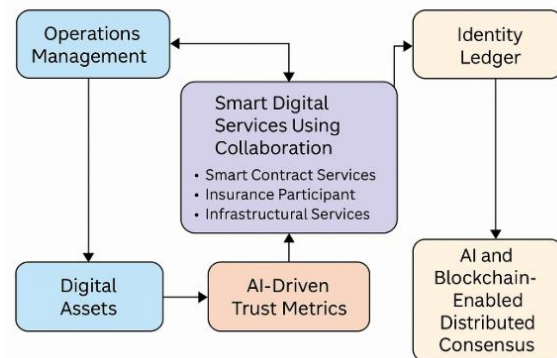 Operations
Management
Identity
Ledger
Smart Digital
Services Using
Collaboration
• Smart Contract Services
• Insurance Participant
• Infrastructural Services
Digital
Assets
AI-Driven
Trust Metrics
AI and
Blockchain-
Enabled
Distributed
Consensus